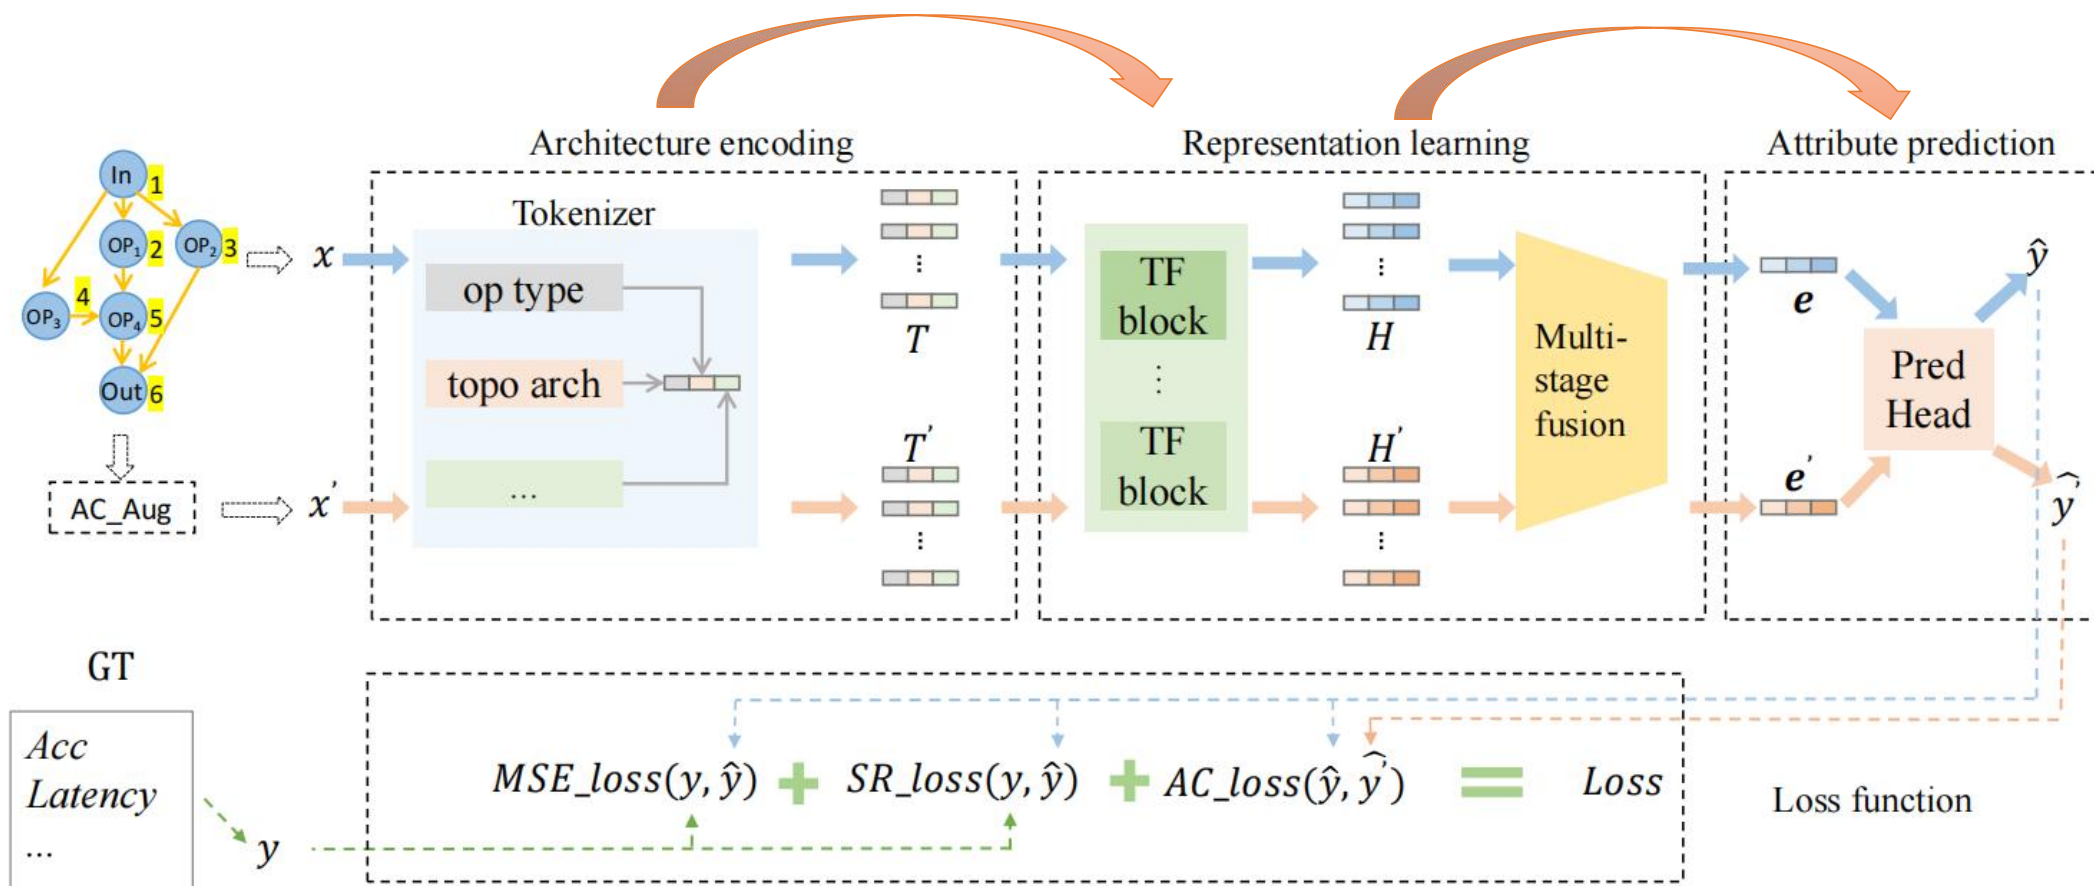 Architecture encoding
Representation learning
Attribute prediction
In 1
OP1 2
OP2 3
OP3
4
OP4 5
Out 6
AC_Aug
x
x'
Tokenizer
op type
topo arch
...
T
T'
TF
block
TF
block
H
H'
Multi-
stage
fusion
e
e'
Pred
Head
ŷ
ŷ'
GT
Acc
Latency
...
y
MSE_loss(y, ŷ) + SR_loss(y, ŷ) + AC_loss(ŷ, ŷ') = Loss
Loss function